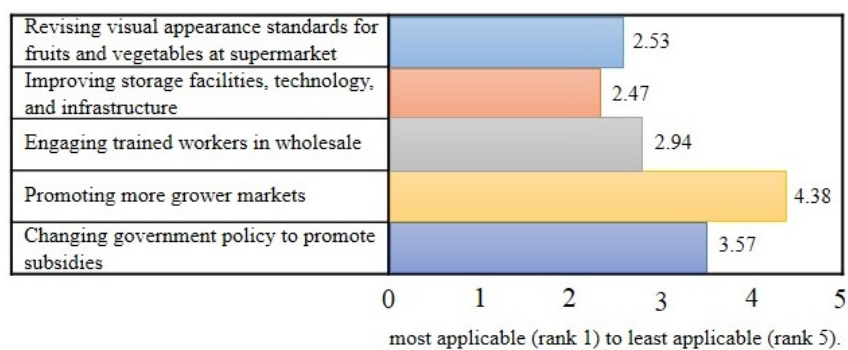 Revising visual appearance standards for
fruits and vegetables at supermarket
2.53
Improving storage facilities, technology,
and infrastructure
2.47
Engaging trained workers in wholesale
2.94
Promoting more grower markets
4.38
Changing government policy to promote
subsidies
3.57
0 1 2 3 4 5
most applicable (rank 1) to least applicable (rank 5).